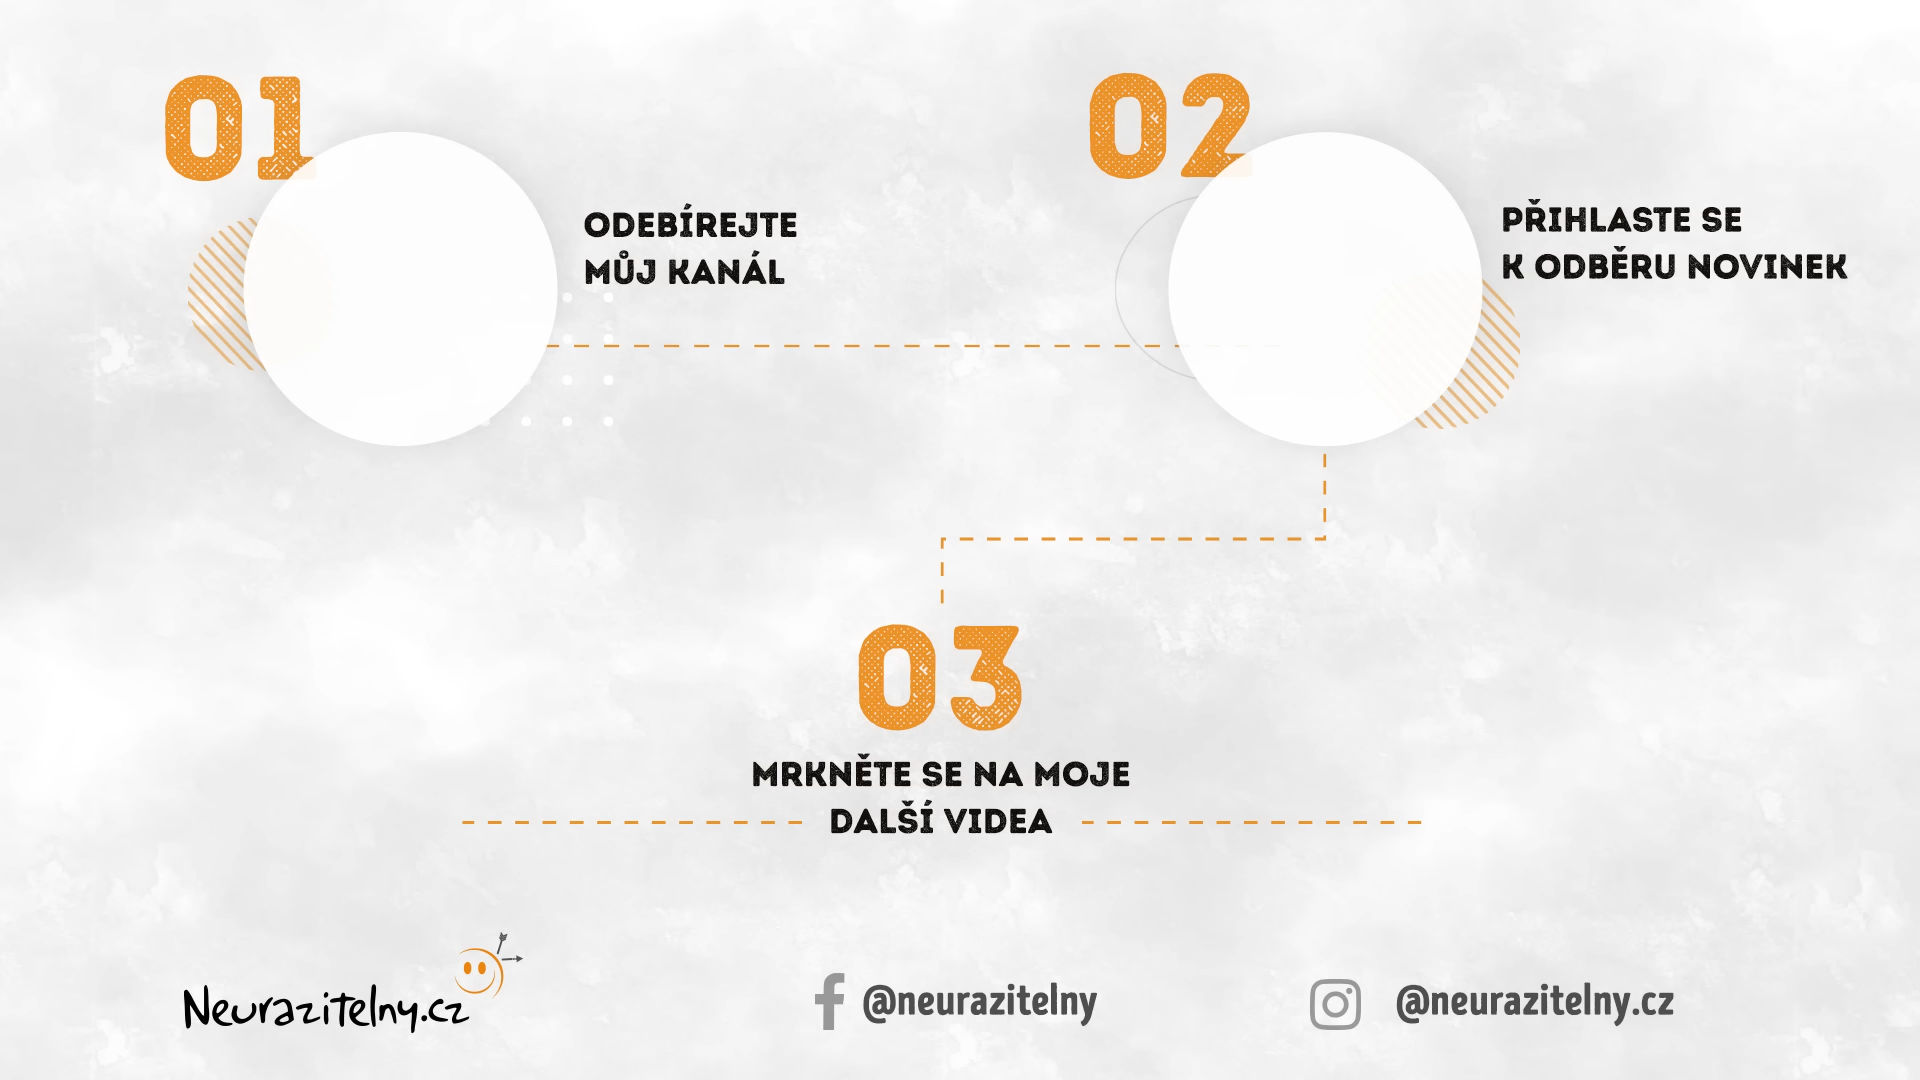 01
ODEBÍREJTE
MŮJ KANÁL
02
PŘIHLASTE SE
K ODBĚRU NOVINEK
03
MRKNĚTE SE NA MOJE
DALŠÍ VIDEA
Neurazitelny.cz
@neurazitelny
@neurazitelny.cz